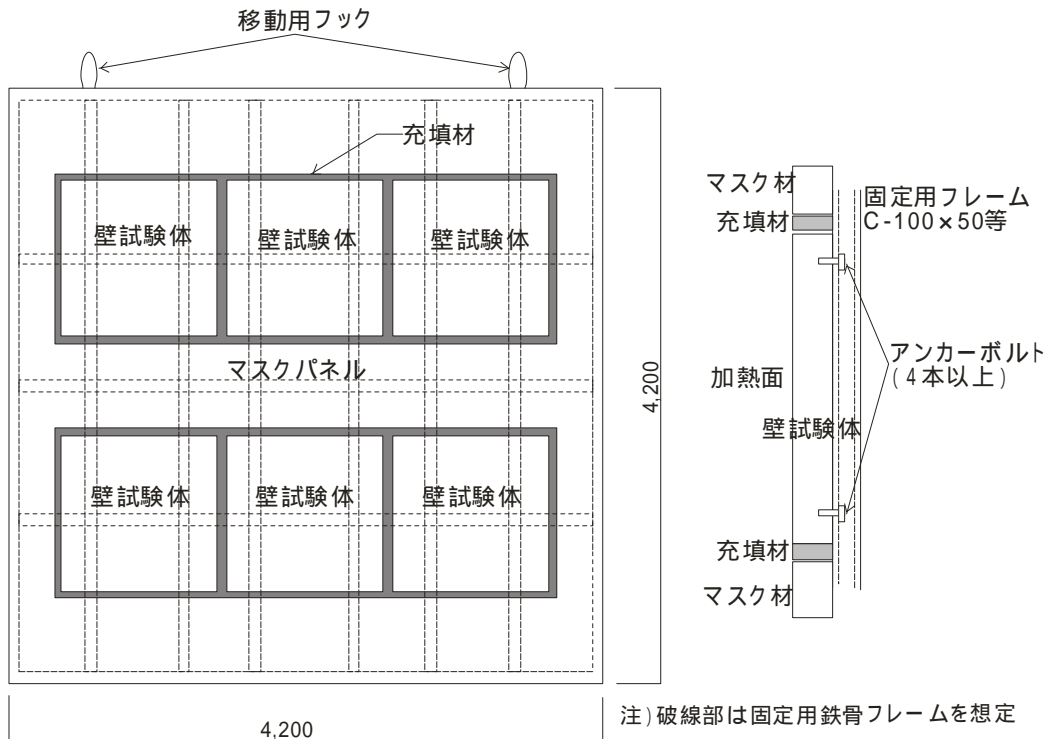 移動用フック
充填材
壁試験体
壁試験体
壁試験体
マスクパネル
壁試験体
壁試験体
壁試験体
4,200
4,200
マスク材
充填材
固定用フレーム
C-100×50等
加熱面
アンカーボルト
(4本以上)
壁試験体
充填材
マスク材
注)破線部は固定用鉄骨フレームを想定